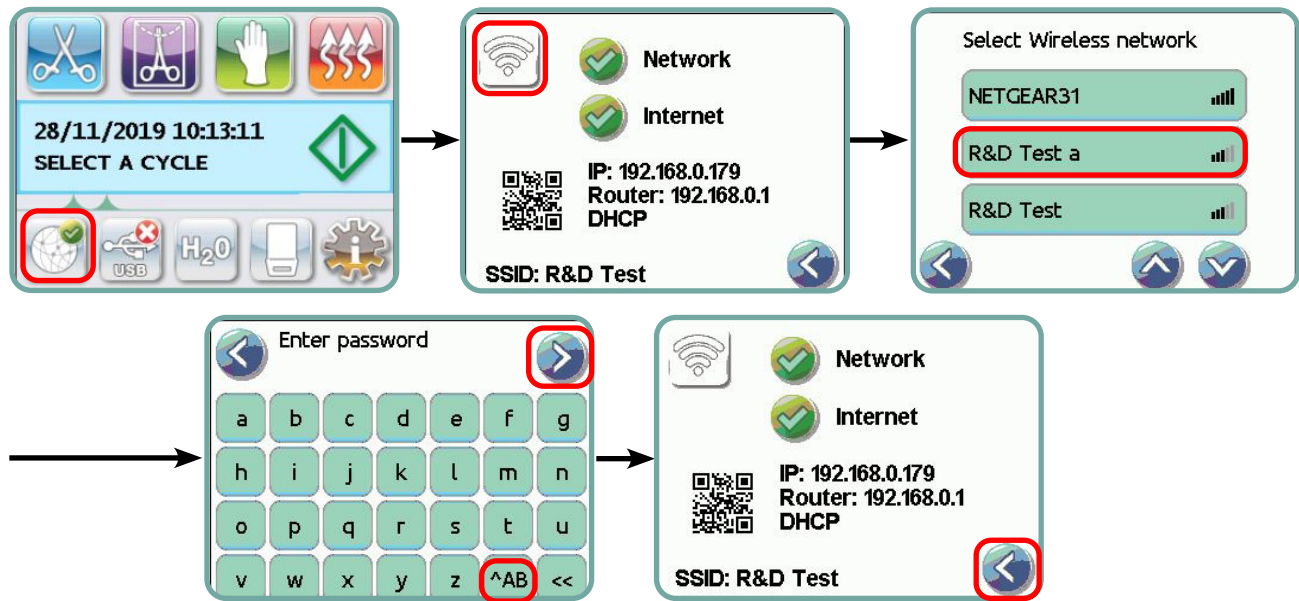 28/11/2019 10:13:11
SELECT A CYCLE
USB
H2O
i
Network
Internet
IP: 192.168.0.179
Router: 192.168.0.1
DHCP
SSID: R&D Test
Select Wireless network
NETGEAR31
R&D Test a
R&D Test
Enter password
a b c d e f g
h i j k l m n
o p q r s t u
v w x y z ^AB <<
Network
Internet
IP: 192.168.0.179
Router: 192.168.0.1
DHCP
SSID: R&D Test